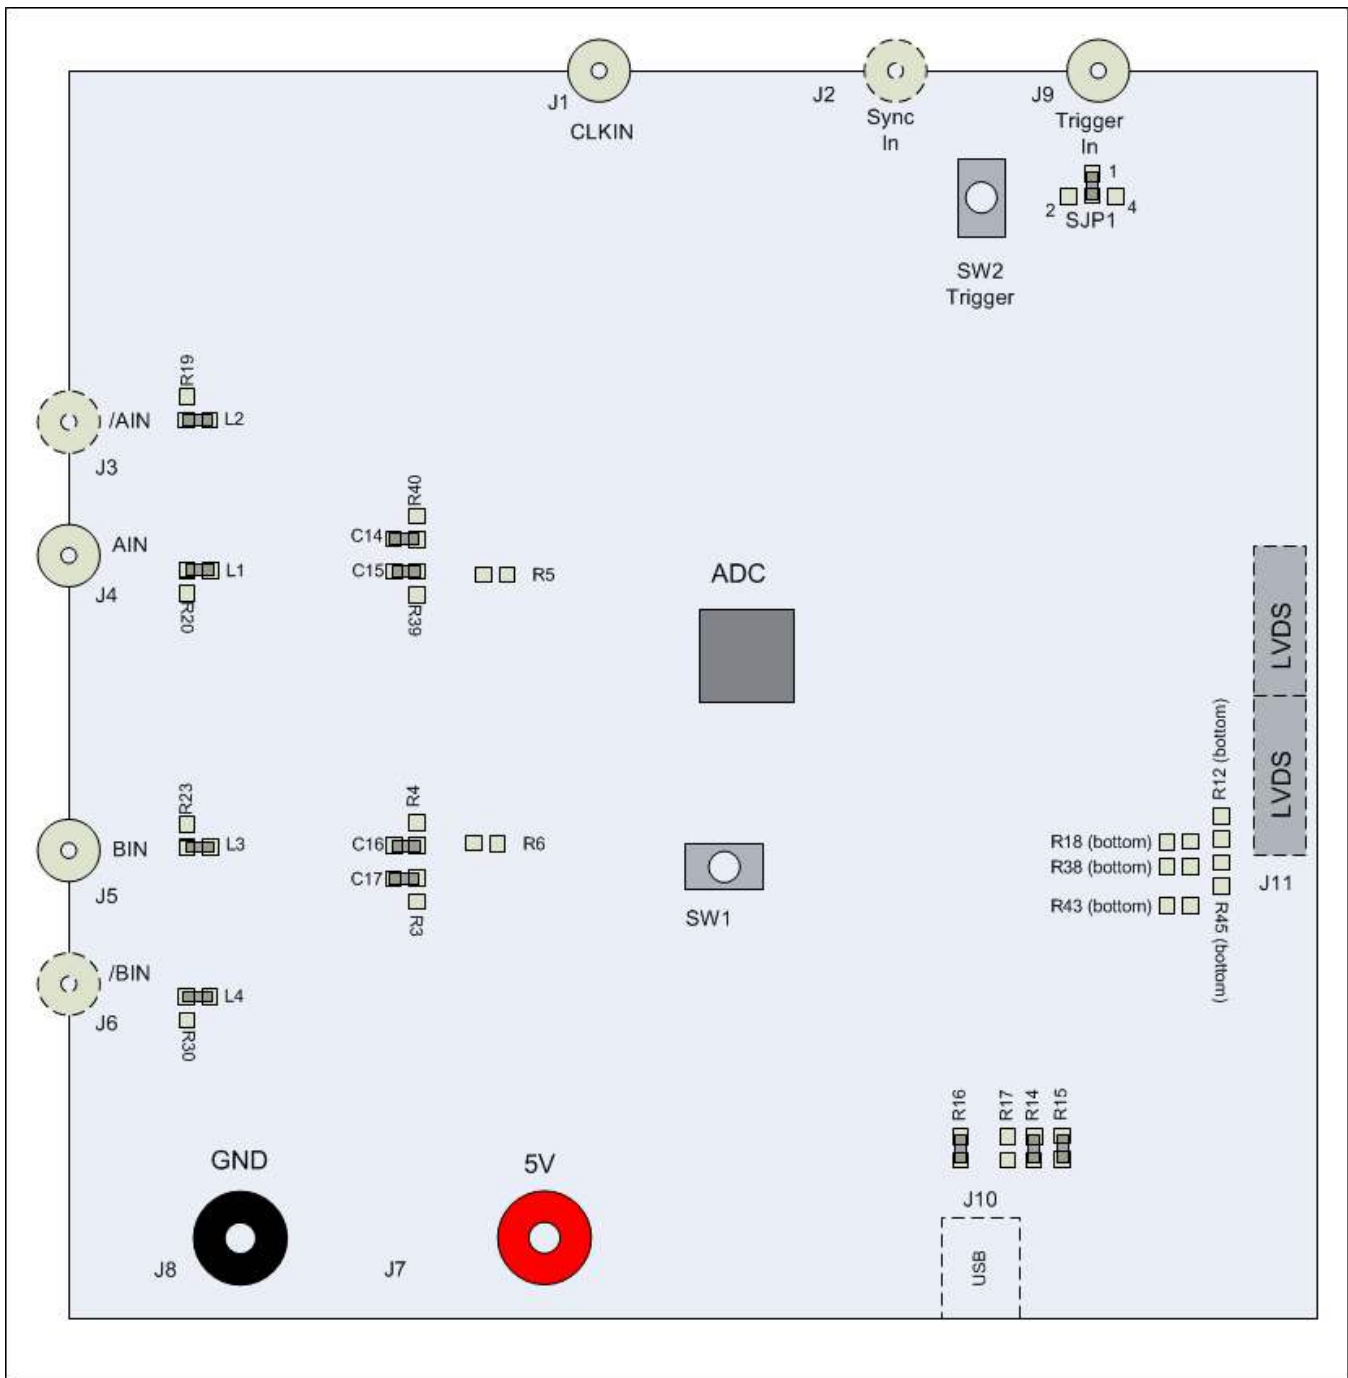 J1
CLKIN
J2
Sync
In
J9
Trigger
In
1
2
4
SJP1
SW2
Trigger
R19
/AIN
L2
J3
R40
C14
AIN
L1
C15
R5
J4
R20
R39
ADC
LVDS
LVDS
R12 (bottom)
R23
R4
BIN
L3
C16
R6
R18 (bottom)
R38 (bottom)
J5
C17
R3
SW1
J11
R43 (bottom)
R45 (bottom)
/BIN
L4
J6
R30
R16
R17
R14
R15
GND
5V
J10
J8
J7
USB